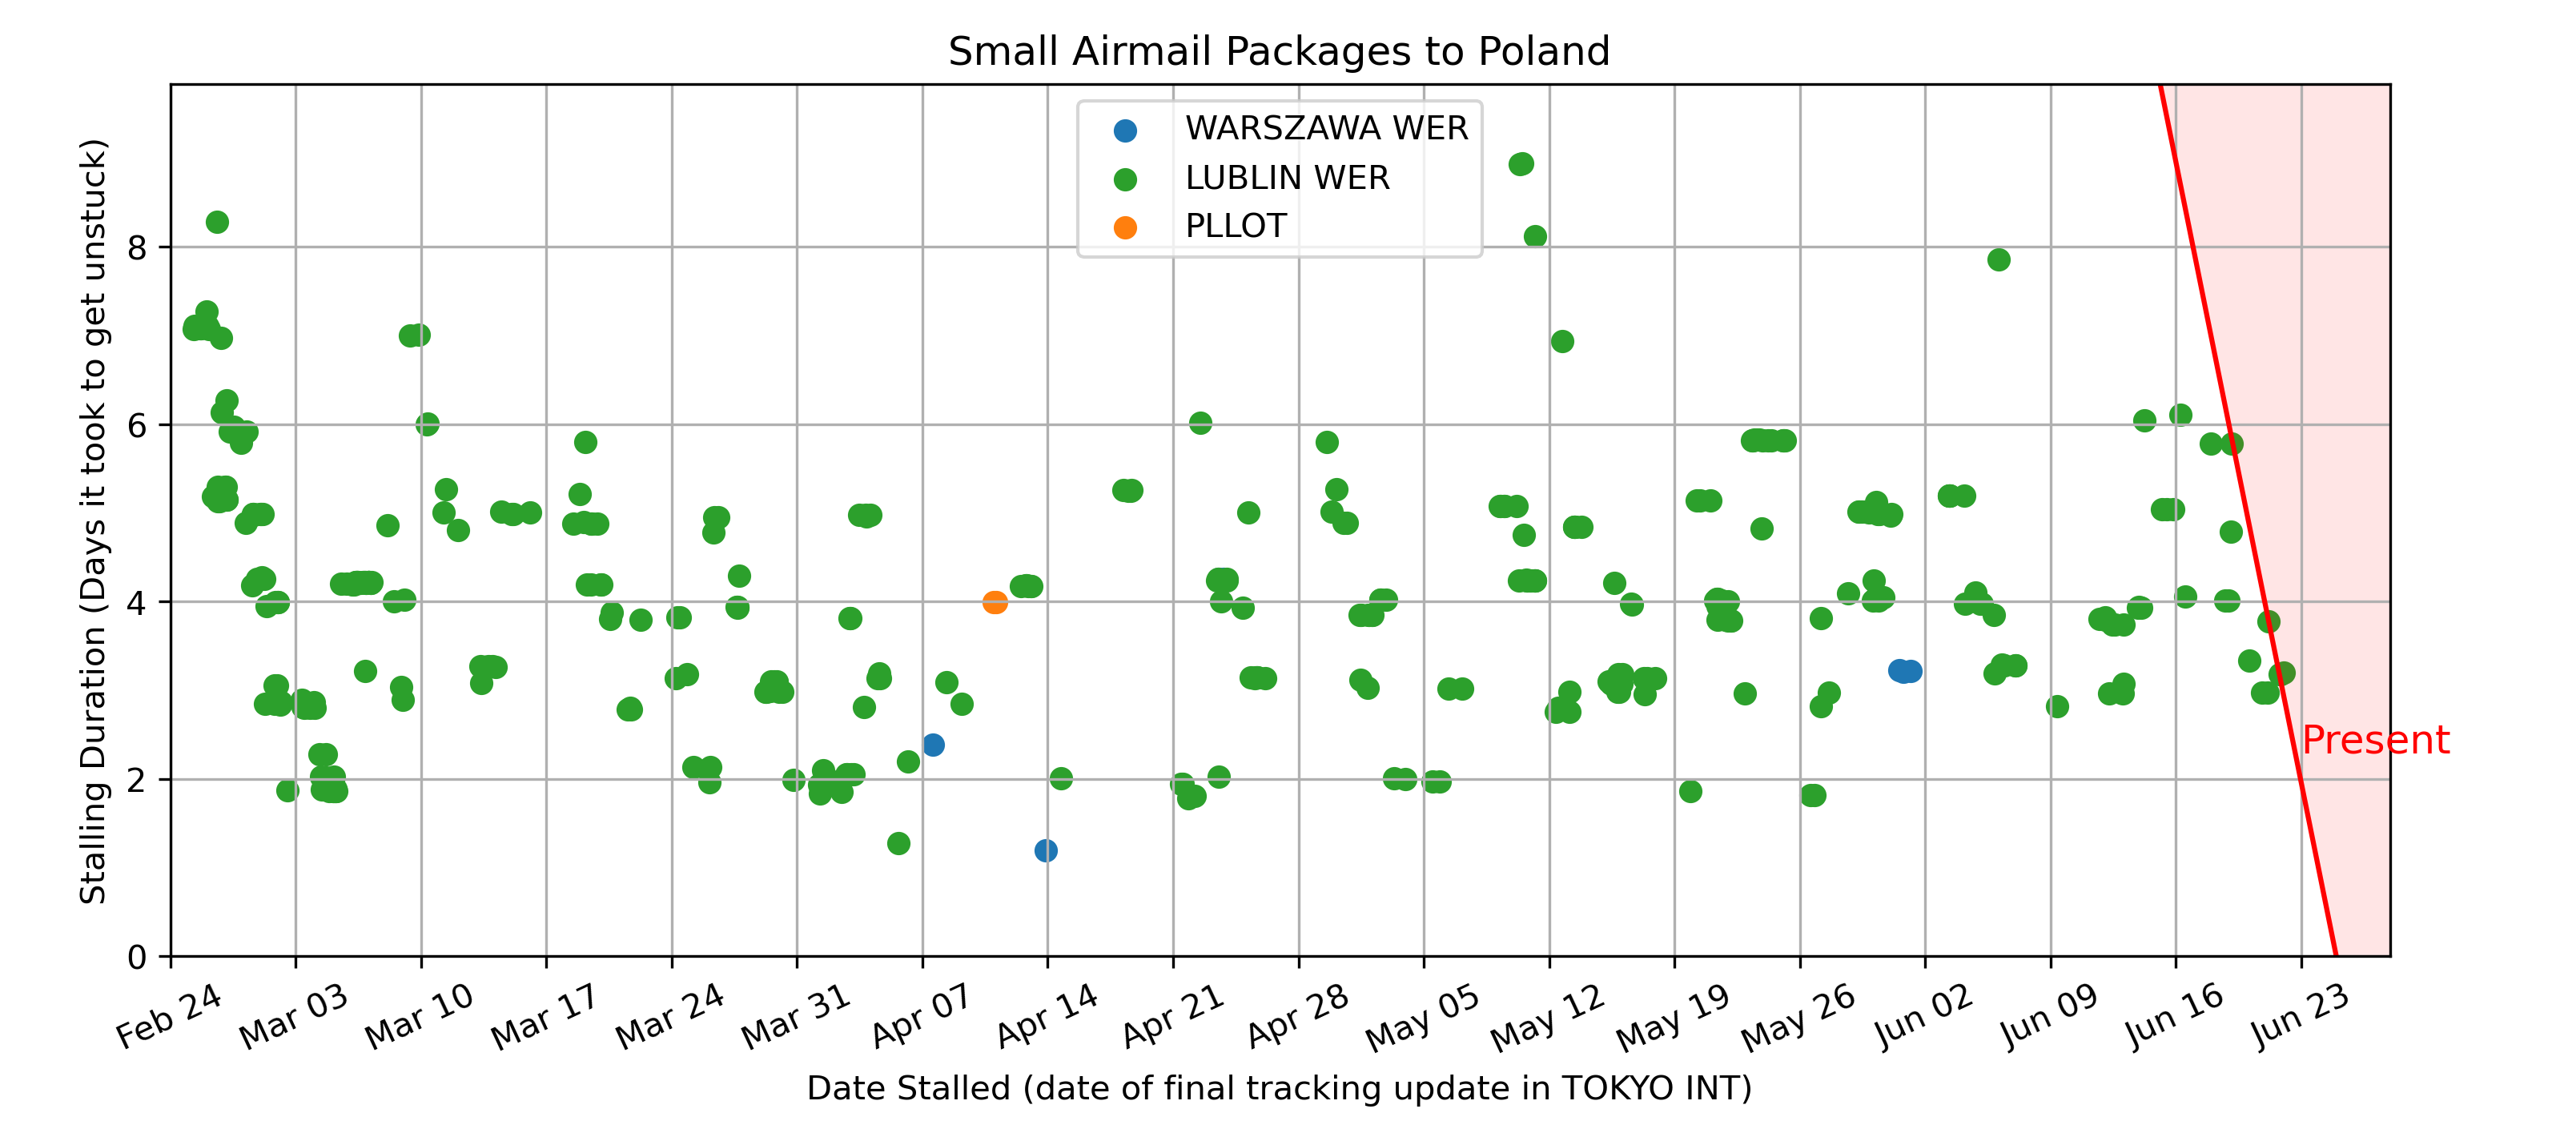 Small Airmail Packages to Poland
WARSZAWA WER
LUBLIN WER
PLLOT
Stalling Duration (Days it took to get unstuck)
8
6
4
2
0
Present
Feb 24
Mar 03
Mar 10
Mar 17
Mar 24
Mar 31
Apr 07
Apr 14
Apr 21
Apr 28
May 05
May 12
May 19
May 26
Jun 02
Jun 09
Jun 16
Jun 23
Date Stalled (date of final tracking update in TOKYO INT)